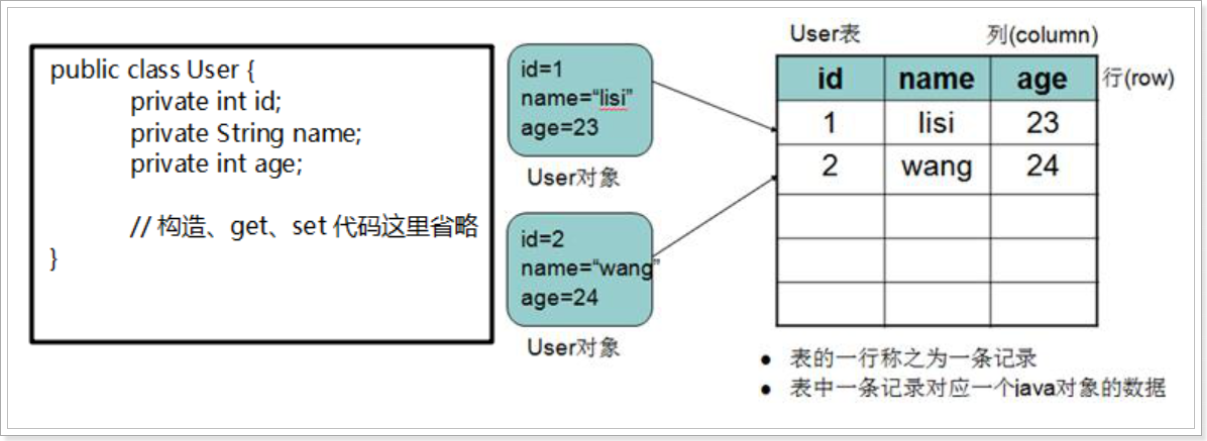 public class User {
private int id;
private String name;
private int age;
// 构造、get、set 代码这里省略
}
id=1
name=“lisi”
age=23
User对象
id=2
name=“wang”
age=24
User对象
User表 列(column)
id name age 行(row)
1 lisi 23
2 wang 24
● 表的一行称之为一条记录
● 表中一条记录对应一个java对象的数据